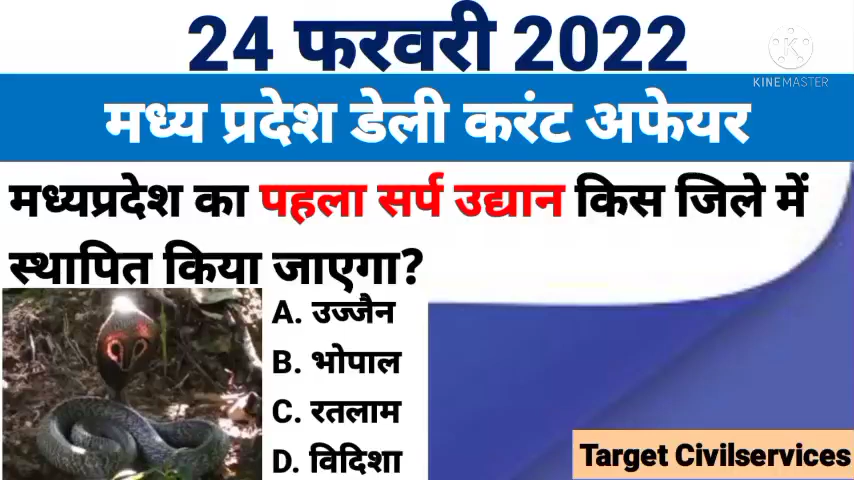 24 फरवरी 2022
KINEMASTER
मध्य प्रदेश डेली करंट अफेयर
मध्यप्रदेश का पहला सर्प उद्यान किस जिले में
स्थापित किया जाएगा?
A. उज्जैन
B. भोपाल
C. रतलाम
D. विदिशा
Target Civilservices